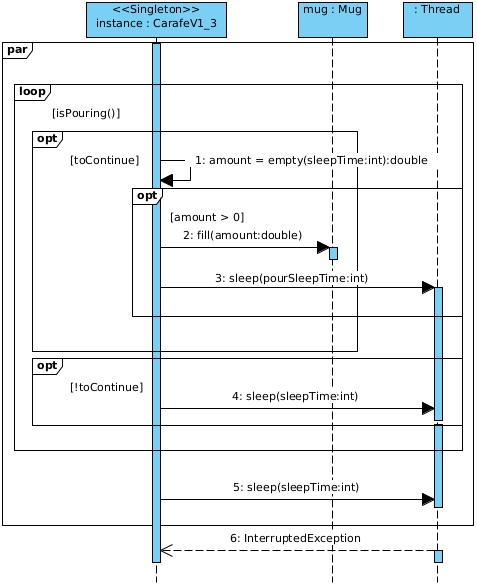 <<Singleton>>
instance : CarafeV1_3
mug : Mug
: Thread
par
loop
[isPouring()]
opt
[toContinue]
1: amount = empty(sleepTime:int):double
opt
[amount > 0]
2: fill(amount:double)
3: sleep(pourSleepTime:int)
opt
[!toContinue]
4: sleep(sleepTime:int)
5: sleep(sleepTime:int)
6: InterruptedException